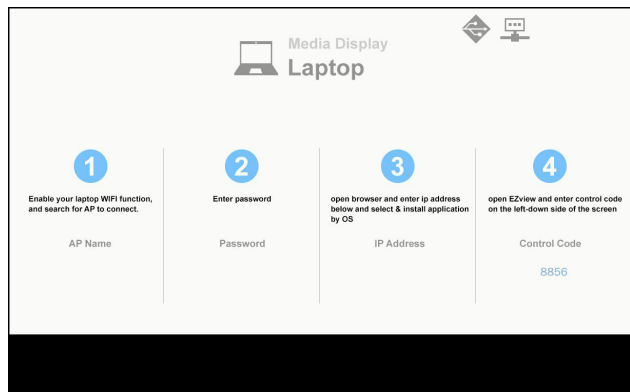 Media Display
Laptop
1
Enable your laptop WIFI function,
and search for AP to connect.
AP Name
2
Enter password
Password
3
open browser and enter ip address
below and select & install application
by OS
IP Address
4
open EZview and enter control code
on the left-down side of the screen
Control Code
8856